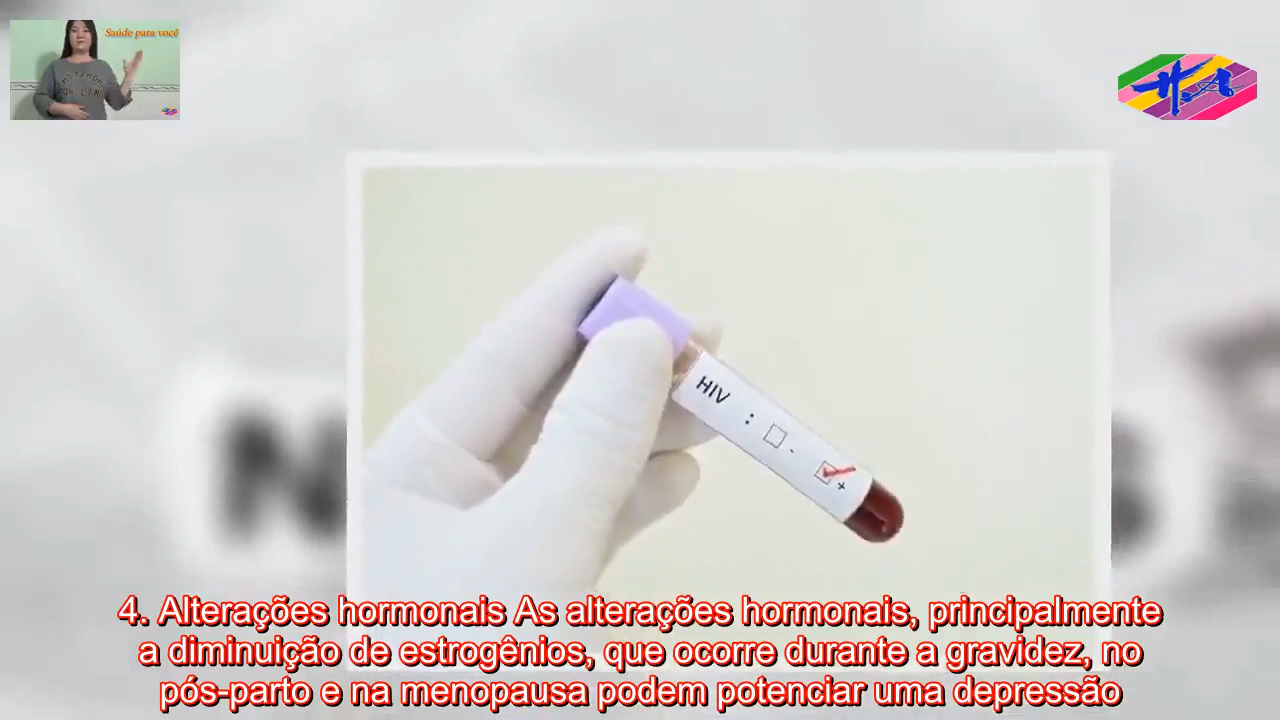 Saúde para você
H.A
HIV : -
+
4. Alterações hormonais As alterações hormonais, principalmente
a diminuição de estrogênios, que ocorre durante a gravidez, no
pós-parto e na menopausa podem potenciar uma depressão